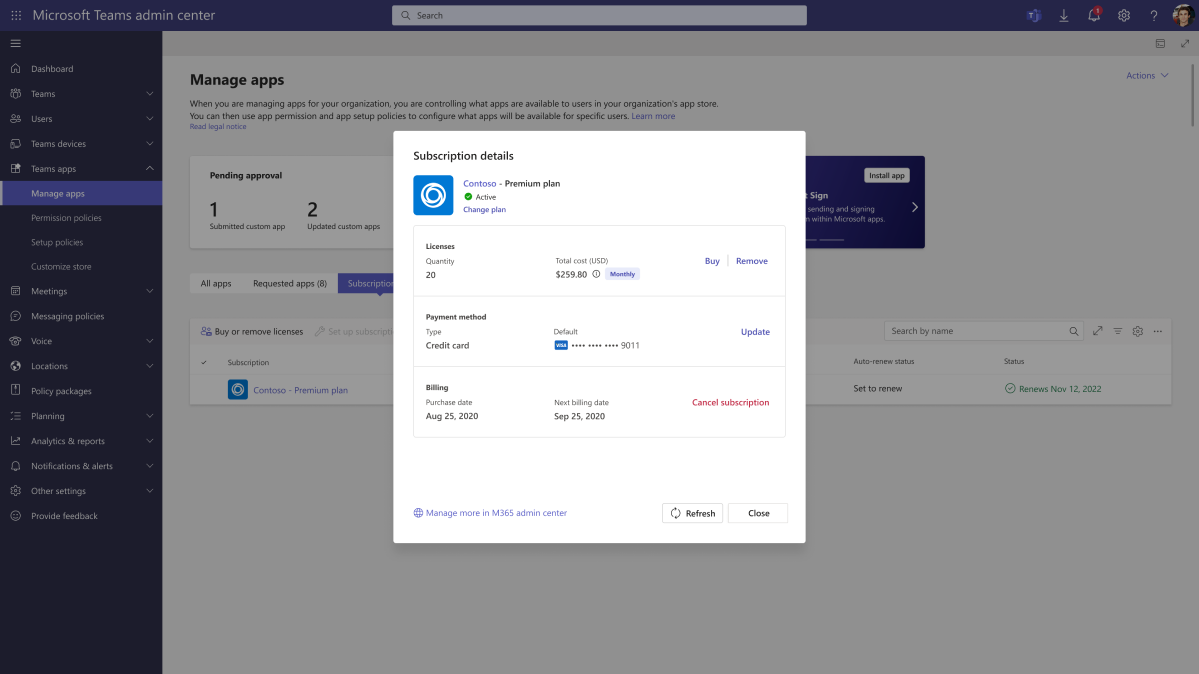 Microsoft Teams admin center
Search
1
Dashboard
Teams
Users
Teams devices
Teams apps
Manage apps
Permission policies
Setup policies
Customize store
Meetings
Messaging policies
Voice
Locations
Policy packages
Planning
Analytics & reports
Notifications & alerts
Other settings
Provide feedback
Manage apps
Actions
When you are managing apps for your organization, you are controlling what apps are available to users in your organization's app store.
You can then use app permission and app setup policies to configure what apps will be available for specific users. Learn more
Read legal notice
Pending approval
1
2
Submitted custom app
Updated custom apps
Install app
Sign
sending and signing
within Microsoft apps.
All apps
Requested apps (8)
Subscription
Buy or remove licenses
Set up subscripti
Search by name
Subscription
Auto-renew status
Status
Contoso - Premium plan
Set to renew
Renews Nov 12, 2022
Subscription details
Contoso - Premium plan
Active
Change plan
Licenses
Quantity
Total cost (USD)
Buy
Remove
20
$259.80
Monthly
Payment method
Type
Default
Update
Credit card
VISA •••• •••• •••• 9011
Billing
Purchase date
Next billing date
Cancel subscription
Aug 25, 2020
Sep 25, 2020
Manage more in M365 admin center
Refresh
Close